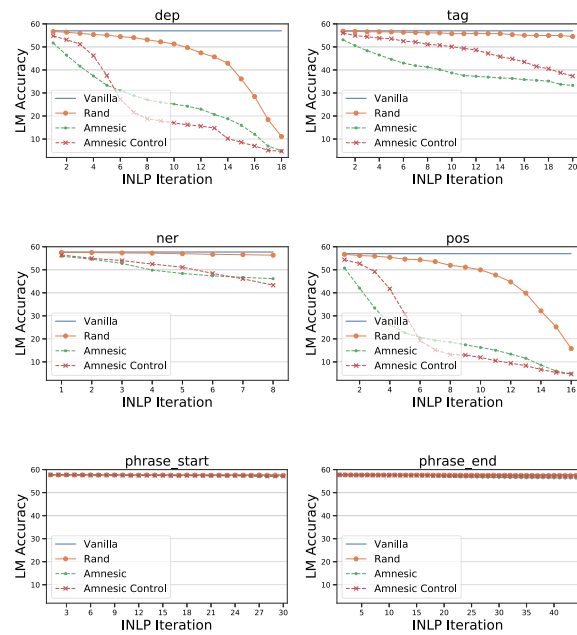 dep
LM Accuracy
60
50
40
30
20
10
Vanilla
Rand
Amnesic
Amnesic Control
2 4 6 8 10 12 14 16 18
INLP Iteration
tag
LM Accuracy
60
50
40
30
20
10
Vanilla
Rand
Amnesic
Amnesic Control
2 4 6 8 10 12 14 16 18 20
INLP Iteration
ner
LM Accuracy
60
50
40
30
20
10
Vanilla
Rand
Amnesic
Amnesic Control
1 2 3 4 5 6 7 8
INLP Iteration
pos
LM Accuracy
60
50
40
30
20
10
Vanilla
Rand
Amnesic
Amnesic Control
2 4 6 8 10 12 14 16
INLP Iteration
phrase_start
LM Accuracy
60
50
40
30
20
10
Vanilla
Rand
Amnesic
Amnesic Control
3 6 9 12 15 18 21 24 27 30
INLP Iteration
phrase_end
LM Accuracy
60
50
40
30
20
10
Vanilla
Rand
Amnesic
Amnesic Control
5 10 15 20 25 30 35 40
INLP Iteration